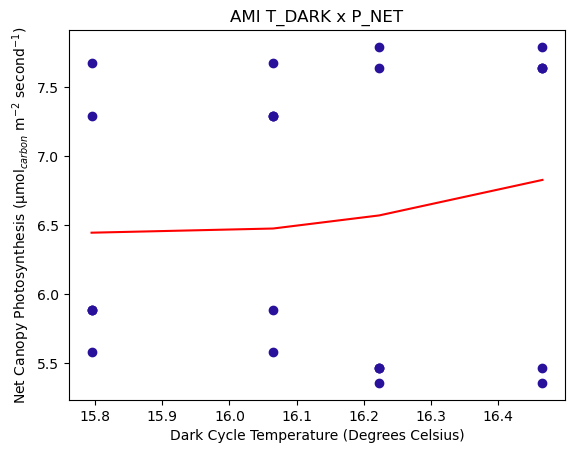 AMI T_DARK x P_NET
Net Canopy Photosynthesis (µmol_carbon m⁻² second⁻¹)
7.5
7.0
6.5
6.0
5.5
15.8 15.9 16.0 16.1 16.2 16.3 16.4
Dark Cycle Temperature (Degrees Celsius)